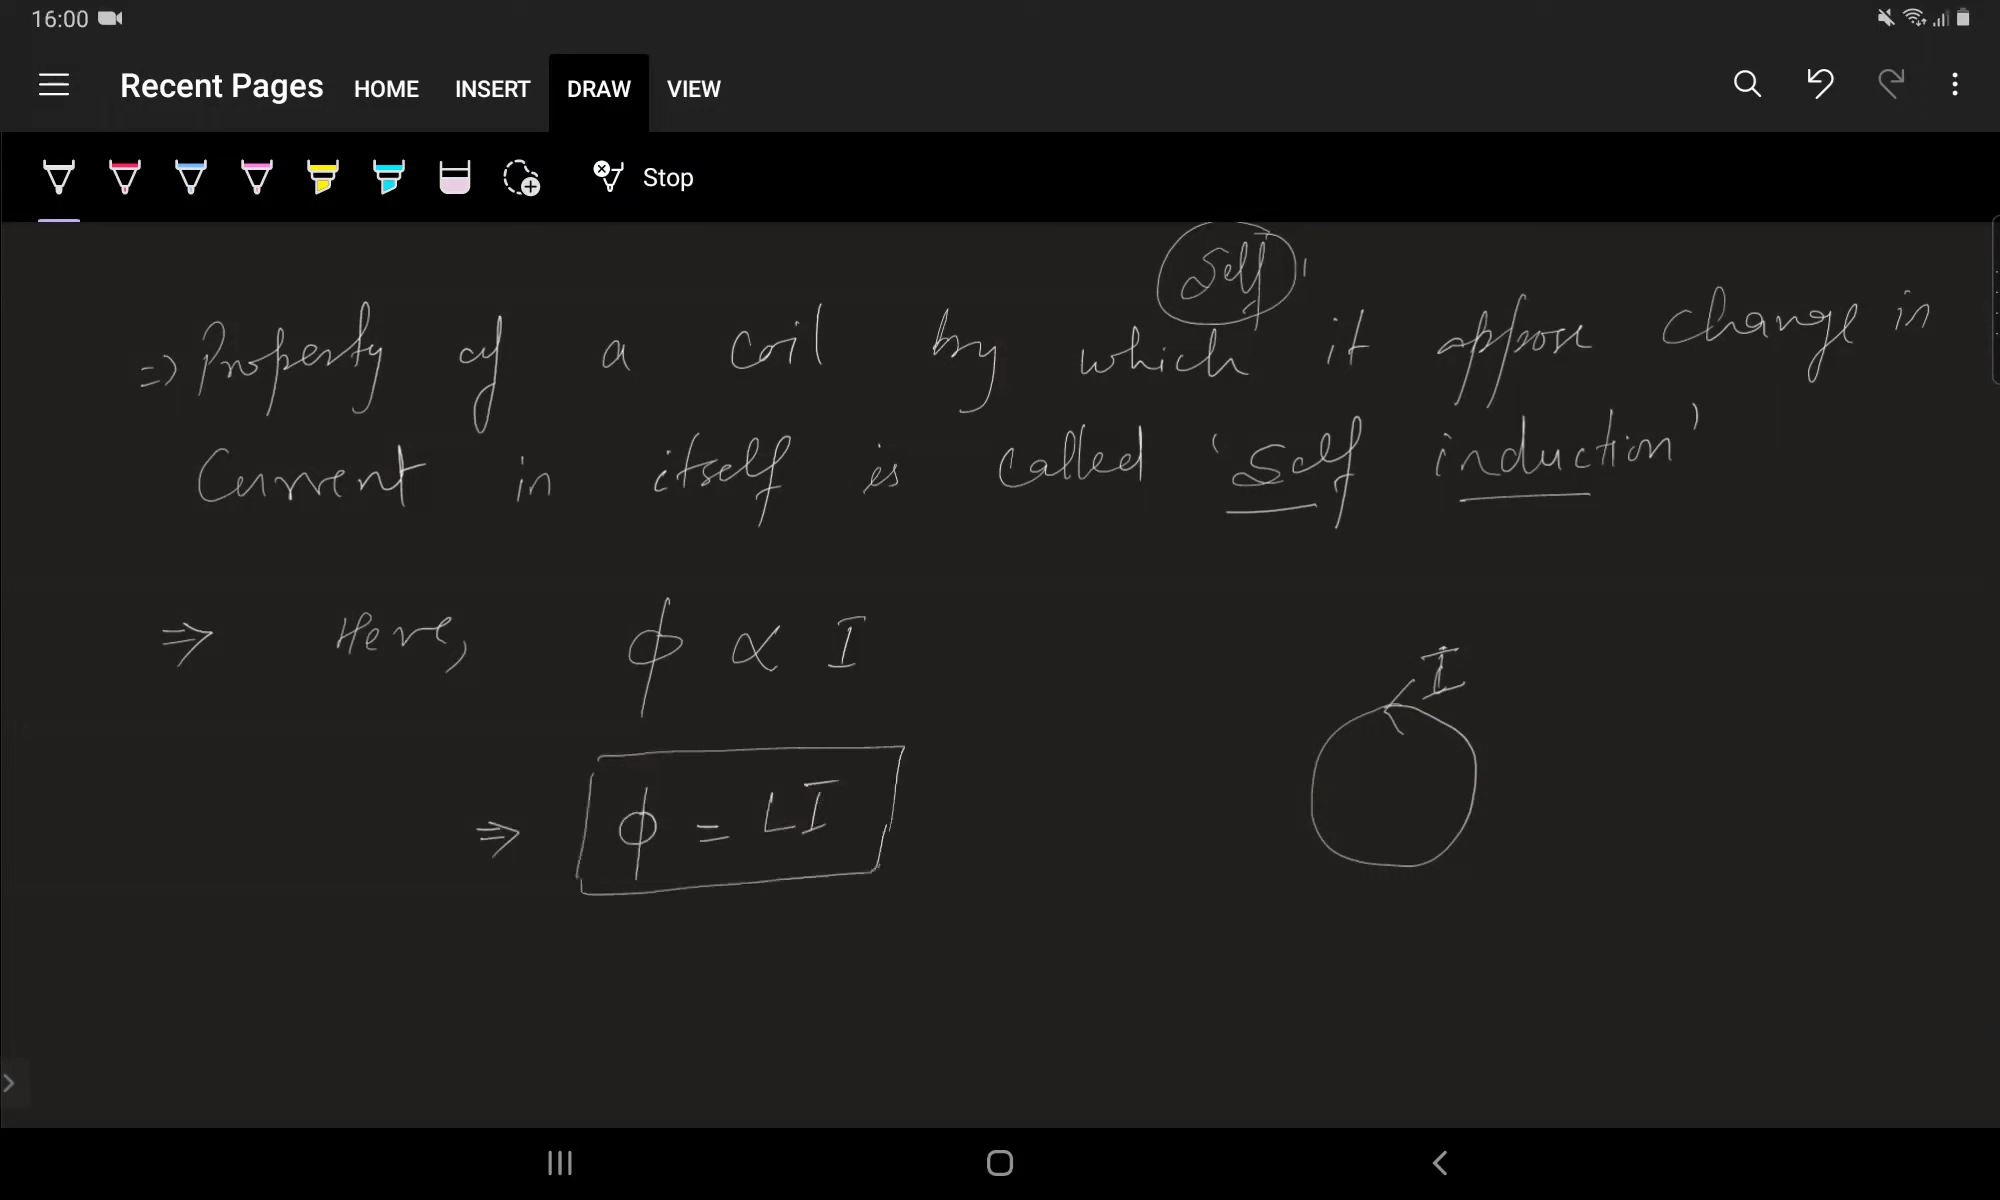 16:00
Recent Pages HOME INSERT DRAW VIEW
Stop
Self
⇒ Property of a coil by which it oppose change in
Current in itself is called 'Self induction'
⇒ Here, ϕ ∝ I
I
⇒ ϕ = LI